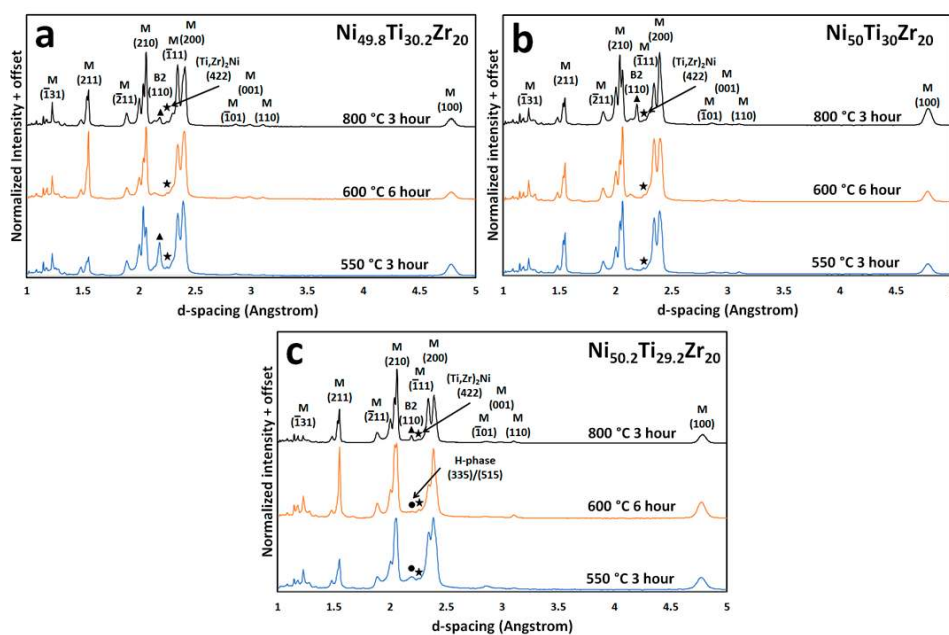 a
Ni49.8Ti30.2Zr20
Normalized intensity + offset
M
(1̅31)
M
(211)
M
(2̅11)
M
(210)
B2
(110)
M
(1̅11)
M
(200)
(Ti,Zr)2Ni
(422)
M
(1̅01)
M
(001)
M
(110)
M
(100)
800 °C 3 hour
600 °C 6 hour
550 °C 3 hour
1 1.5 2 2.5 3 3.5 4 4.5 5
d-spacing (Angstrom)
b
Ni50Ti30Zr20
Normalized intensity + offset
M
(1̅31)
M
(211)
M
(2̅11)
M
(210)
B2
(110)
M
(1̅11)
M
(200)
(Ti,Zr)2Ni
(422)
M
(1̅01)
M
(001)
M
(110)
M
(100)
800 °C 3 hour
600 °C 6 hour
550 °C 3 hour
1 1.5 2 2.5 3 3.5 4 4.5 5
d-spacing (Angstrom)
c
Ni50.2Ti29.2Zr20
Normalized intensity + offset
M
(1̅31)
M
(211)
M
(2̅11)
M
(210)
B2
(110)
M
(1̅11)
M
(200)
(Ti,Zr)2Ni
(422)
M
(1̅01)
M
(001)
M
(110)
M
(100)
800 °C 3 hour
H-phase
(335)/(515)
600 °C 6 hour
550 °C 3 hour
1 1.5 2 2.5 3 3.5 4 4.5 5
d-spacing (Angstrom)